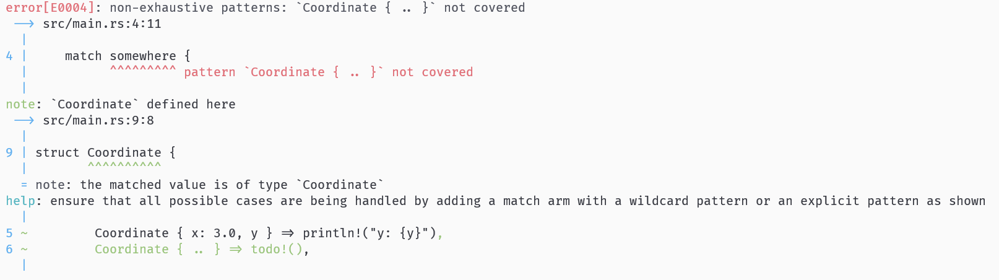 error[E0004]: non-exhaustive patterns: `Coordinate { .. }` not covered
 --> src/main.rs:4:11
  |
4 |     match somewhere {
  |           ^^^^^^^^^ pattern `Coordinate { .. }` not covered
  |
note: `Coordinate` defined here
 --> src/main.rs:9:8
  |
9 | struct Coordinate {
  |        ^^^^^^^^^^
  = note: the matched value is of type `Coordinate`
help: ensure that all possible cases are being handled by adding a match arm with a wildcard pattern or an explicit pattern as shown
  |
5 ~         Coordinate { x: 3.0, y } => println!("y: {y}"),
6 ~         Coordinate { .. } => todo!(),
  |